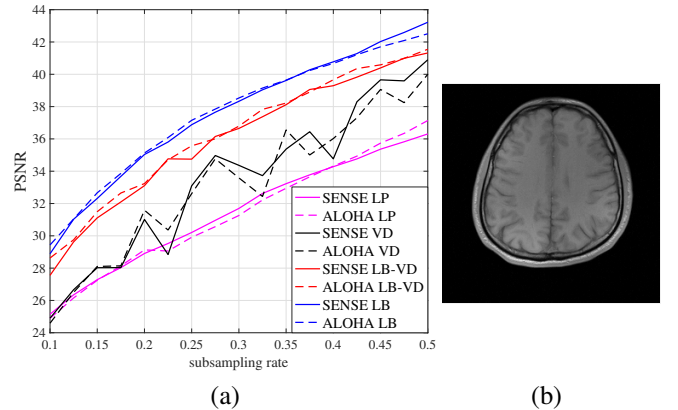 44
42
40
38
36
34
32
30
28
26
24
PSNR
0.1 0.15 0.2 0.25 0.3 0.35 0.4 0.45 0.5
subsampling rate
SENSE LP
ALOHA LP
SENSE VD
ALOHA VD
SENSE LB-VD
ALOHA LB-VD
SENSE LB
ALOHA LB
(a) (b)